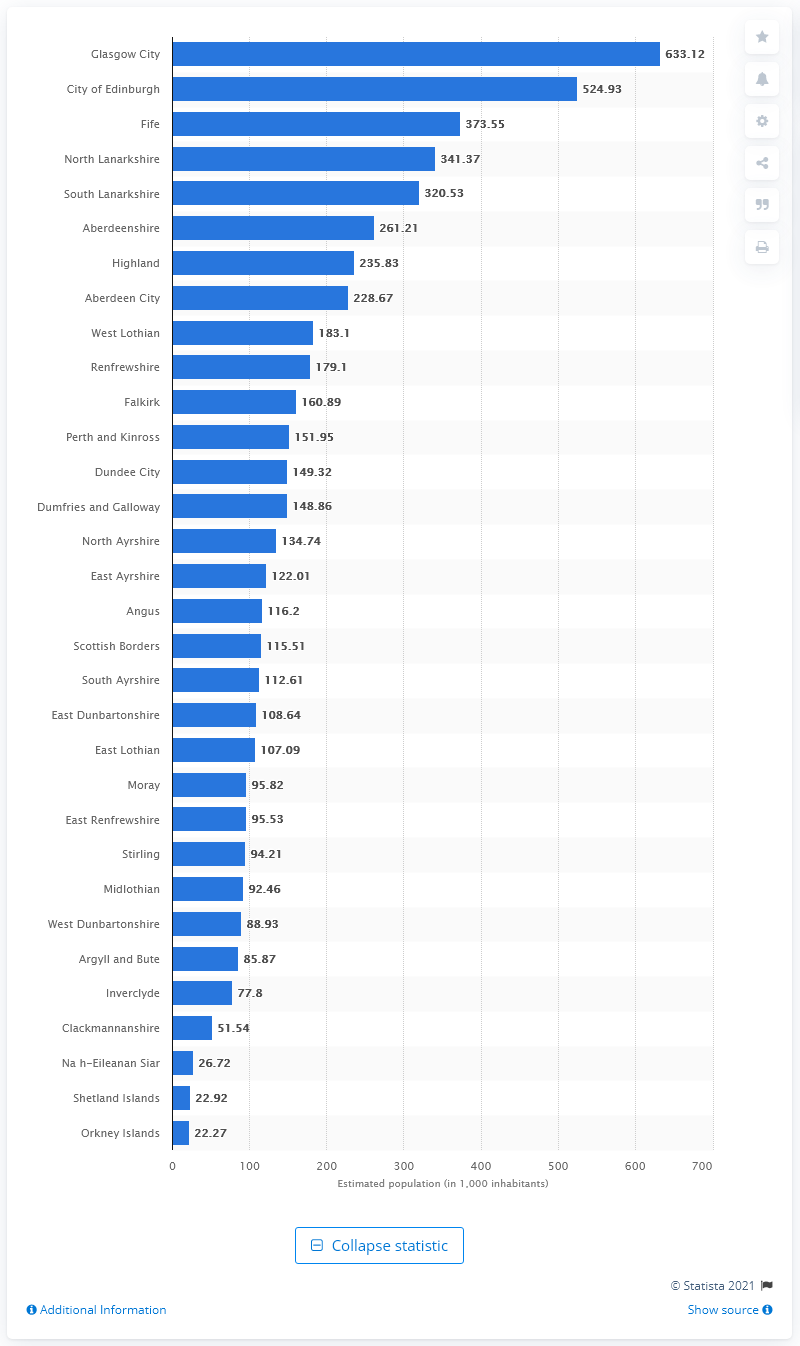 Glasgow City 633.12
City of Edinburgh 524.93
Fife 373.55
North Lanarkshire 341.37
South Lanarkshire 320.53
Aberdeenshire 261.21
Highland 235.83
Aberdeen City 228.67
West Lothian 183.1
Renfrewshire 179.1
Falkirk 160.89
Perth and Kinross 151.95
Dundee City 149.32
Dumfries and Galloway 148.86
North Ayrshire 134.74
East Ayrshire 122.01
Angus 116.2
Scottish Borders 115.51
South Ayrshire 112.61
East Dunbartonshire 108.64
East Lothian 107.09
Moray 95.82
East Renfrewshire 95.53
Stirling 94.21
Midlothian 92.46
West Dunbartonshire 88.93
Argyll and Bute 85.87
Inverclyde 77.8
Clackmannanshire 51.54
Na h-Eileanan Siar 26.72
Shetland Islands 22.92
Orkney Islands 22.27
0 100 200 300 400 500 600 700
Estimated population (in 1,000 inhabitants)
Collapse statistic
© Statista 2021
Additional Information Show source